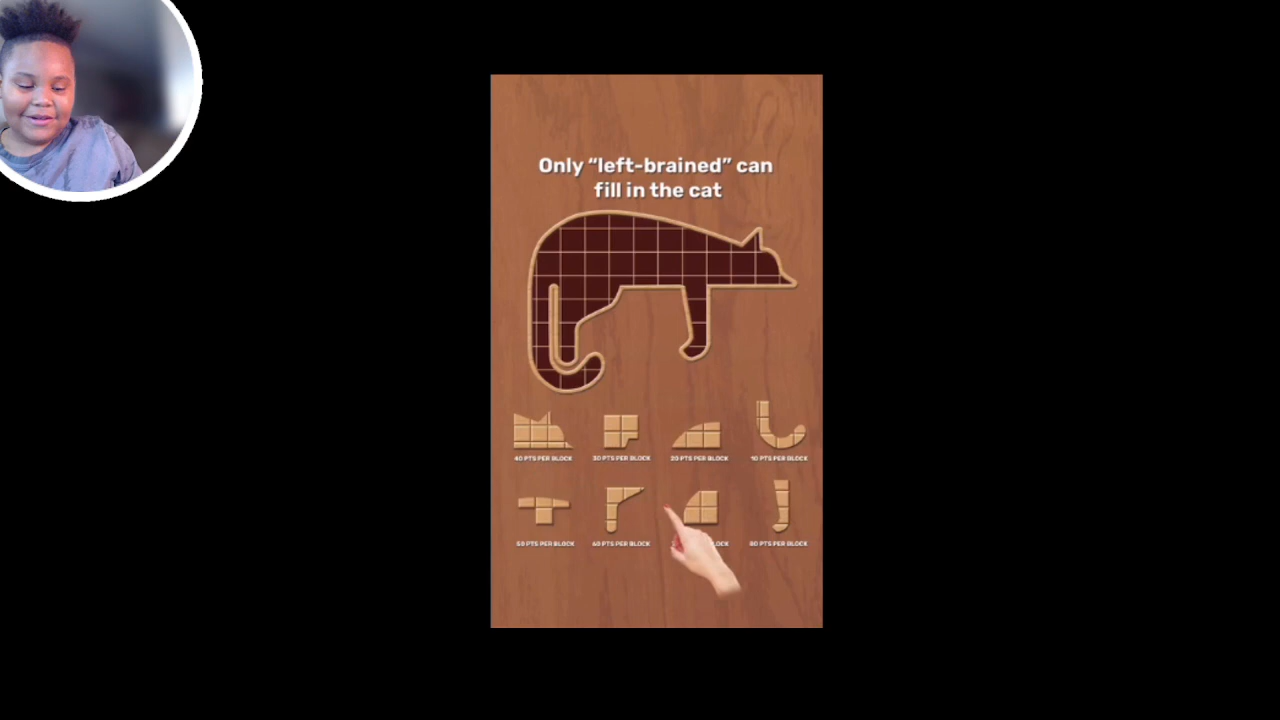 Only “left-brained” can
fill in the cat
40 PTS PER BLOCK
30 PTS PER BLOCK
20 PTS PER BLOCK
10 PTS PER BLOCK
50 PTS PER BLOCK
60 PTS PER BLOCK
80 PTS PER BLOCK